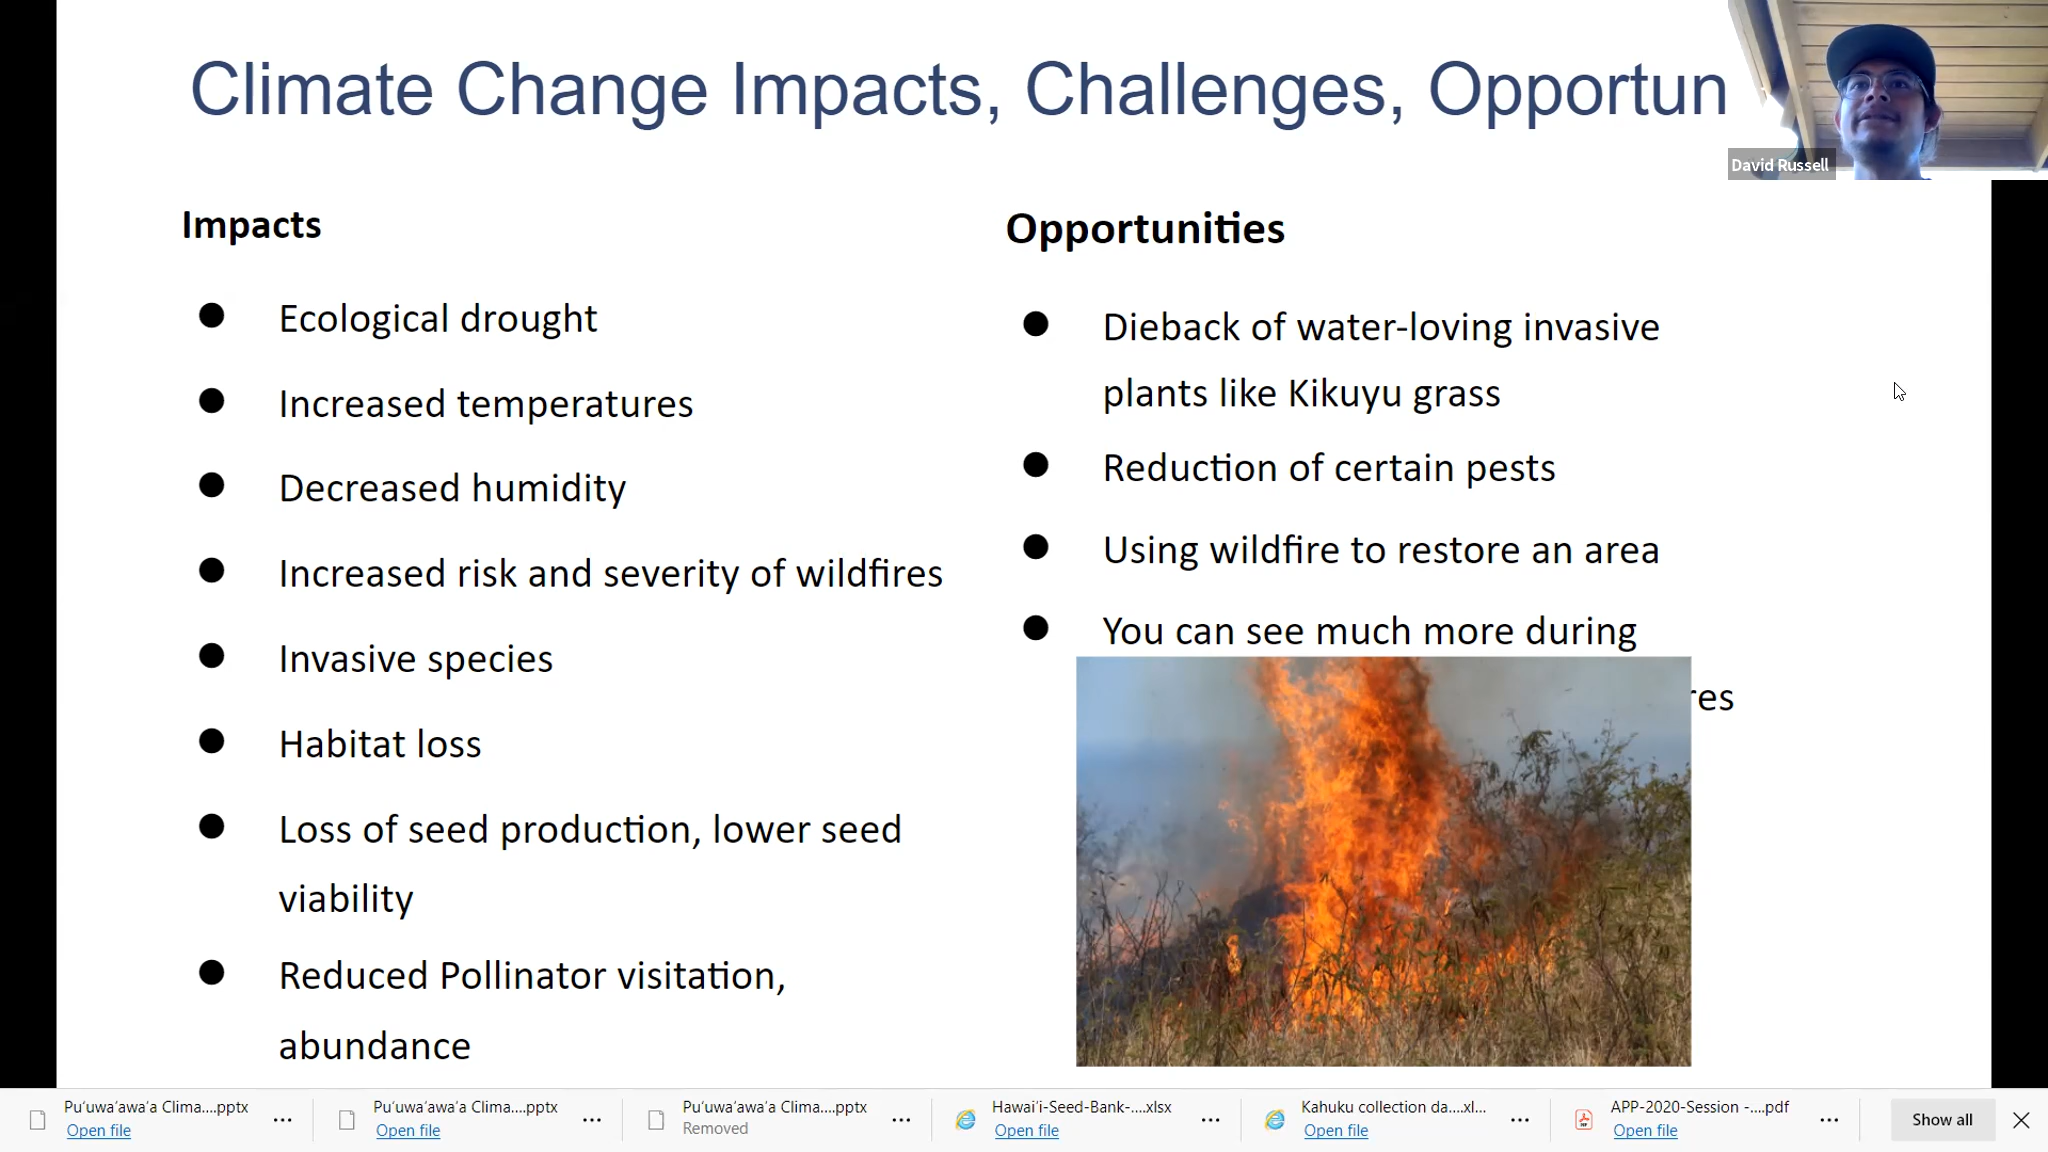 Climate Change Impacts, Challenges, Opportun
David Russell
Impacts
Ecological drought
Increased temperatures
Decreased humidity
Increased risk and severity of wildfires
Invasive species
Habitat loss
Loss of seed production, lower seed
viability
Reduced Pollinator visitation,
abundance
Opportunities
Dieback of water-loving invasive
plants like Kikuyu grass
Reduction of certain pests
Using wildfire to restore an area
You can see much more during
res
Pu'uwa'awa'a Clima....pptx
Open file
Pu'uwa'awa'a Clima....pptx
Open file
Pu'uwa'awa'a Clima....pptx
Removed
Hawai'i-Seed-Bank-....xlsx
Open file
Kahuku collection da....xl...
Open file
APP-2020-Session -....pdf
Open file
Show all